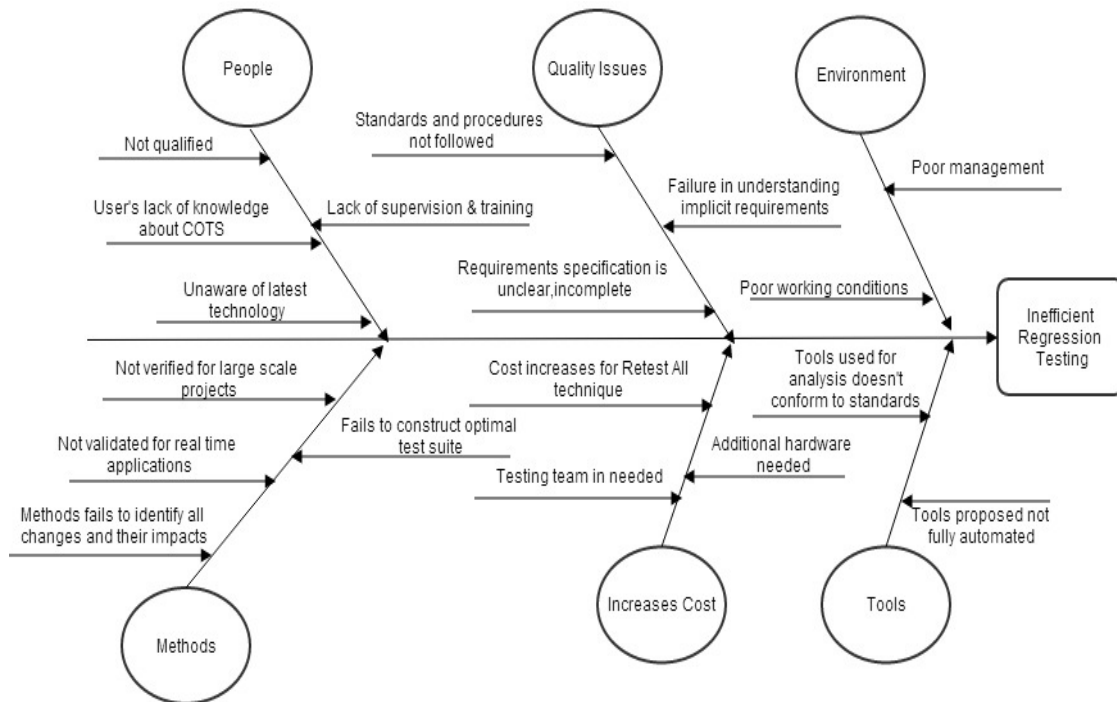 People
Quality Issues
Environment
Not qualified
Standards and procedures
not followed
Poor management
User's lack of knowledge
about COTS
Lack of supervision & training
Failure in understanding
implicit requirements
Unaware of latest
technology
Requirements specification is
unclear,incomplete
Poor working conditions
Inefficient
Regression
Testing
Not verified for large scale
projects
Cost increases for Retest All
technique
Tools used for
analysis doesn't
conform to standards
Fails to construct optimal
test suite
Not validated for real time
applications
Additional hardware
needed
Testing team in needed
Methods fails to identify all
changes and their impacts
Tools proposed not
fully automated
Methods
Increases Cost
Tools